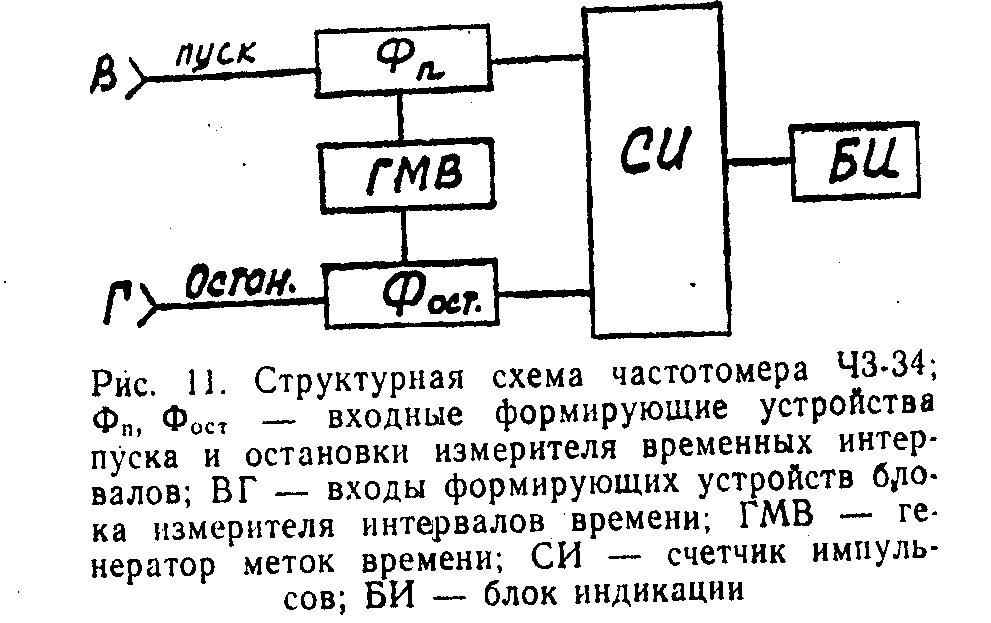 В пуск Фп
СИ
БИ
ГМВ
Г Остан. Фост.
Рис. 11. Структурная схема частотомера ЧЗ-34;
Фп, Фост — входные формирующие устройства
пуска и остановки измерителя временных интер-
валов; ВГ — входы формирующих устройств бло-
ка измерителя интервалов времени; ГМВ — ге-
нератор меток времени; СИ — счетчик импуль-
сов; БИ — блок индикации